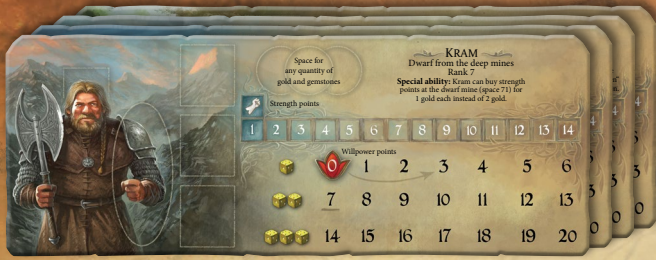 Space for
any quantity of
gold and gemstones
KRAM
Dwarf from the deep mines
Rank 7
Special ability: Kram can buy strength
points at the dwarf mine (space 71) for
1 gold each instead of 2 gold.
Strength points
1 2 3 4 5 6 7 8 9 10 11 12 13 14
Willpower points
0 1 2 3 4 5 6
7 8 9 10 11 12 13
14 15 16 17 18 19 20